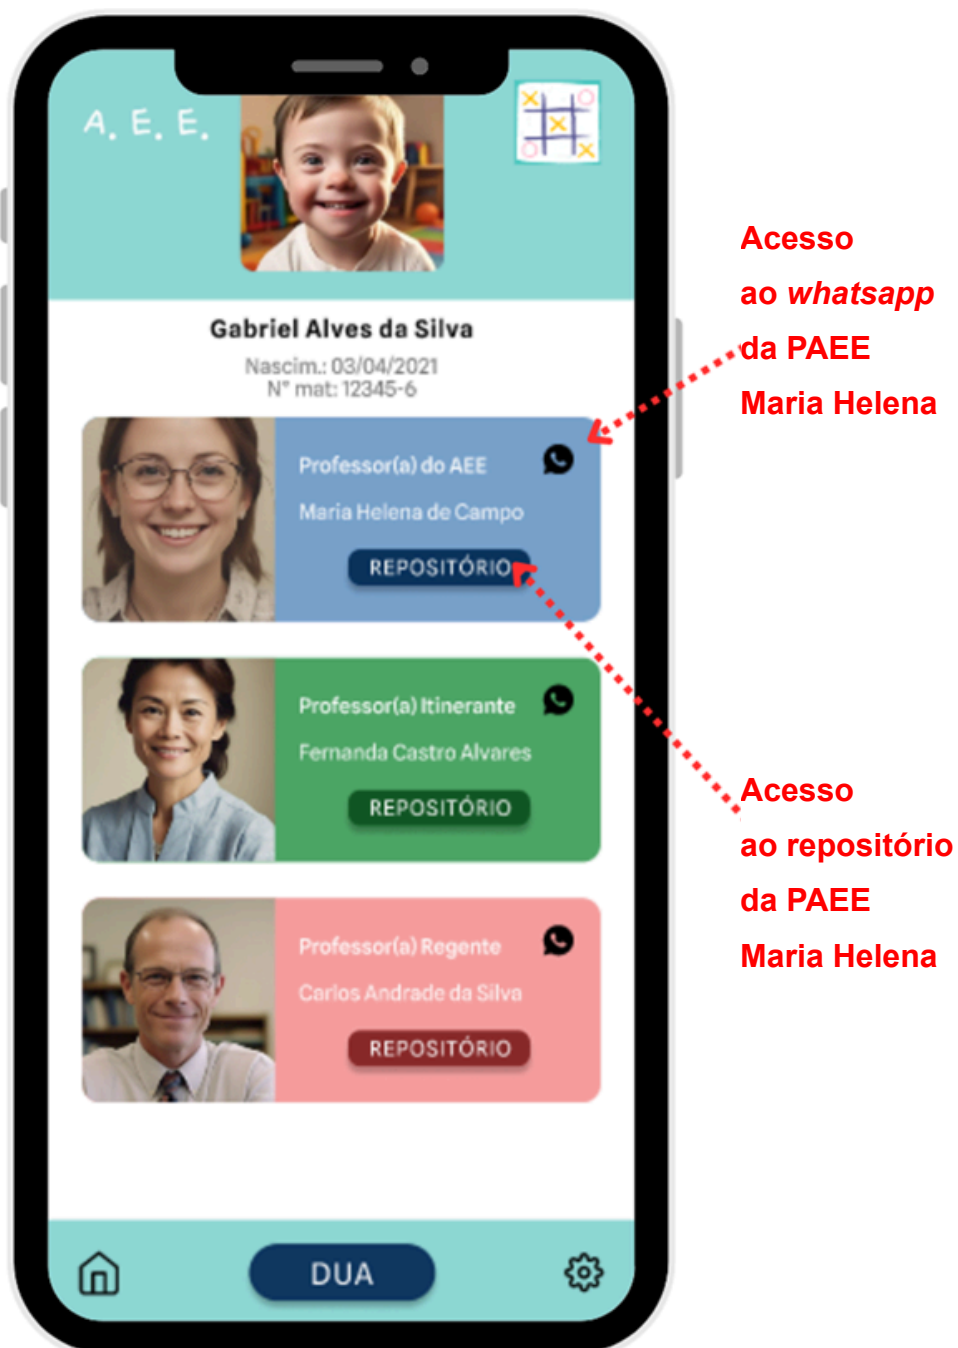 A. E. E.
Gabriel Alves da Silva
Nascim.: 03/04/2021
N° mat: 12345-6
Professor(a) do AEE
Maria Helena de Campo
REPOSITÓRIO
Professor(a) Itinerante
Fernanda Castro Alvares
REPOSITÓRIO
Professor(a) Regente
Carlos Andrade da Silva
REPOSITÓRIO
DUA
Acesso
ao whatsapp
da PAEE
Maria Helena
Acesso
ao repositório
da PAEE
Maria Helena